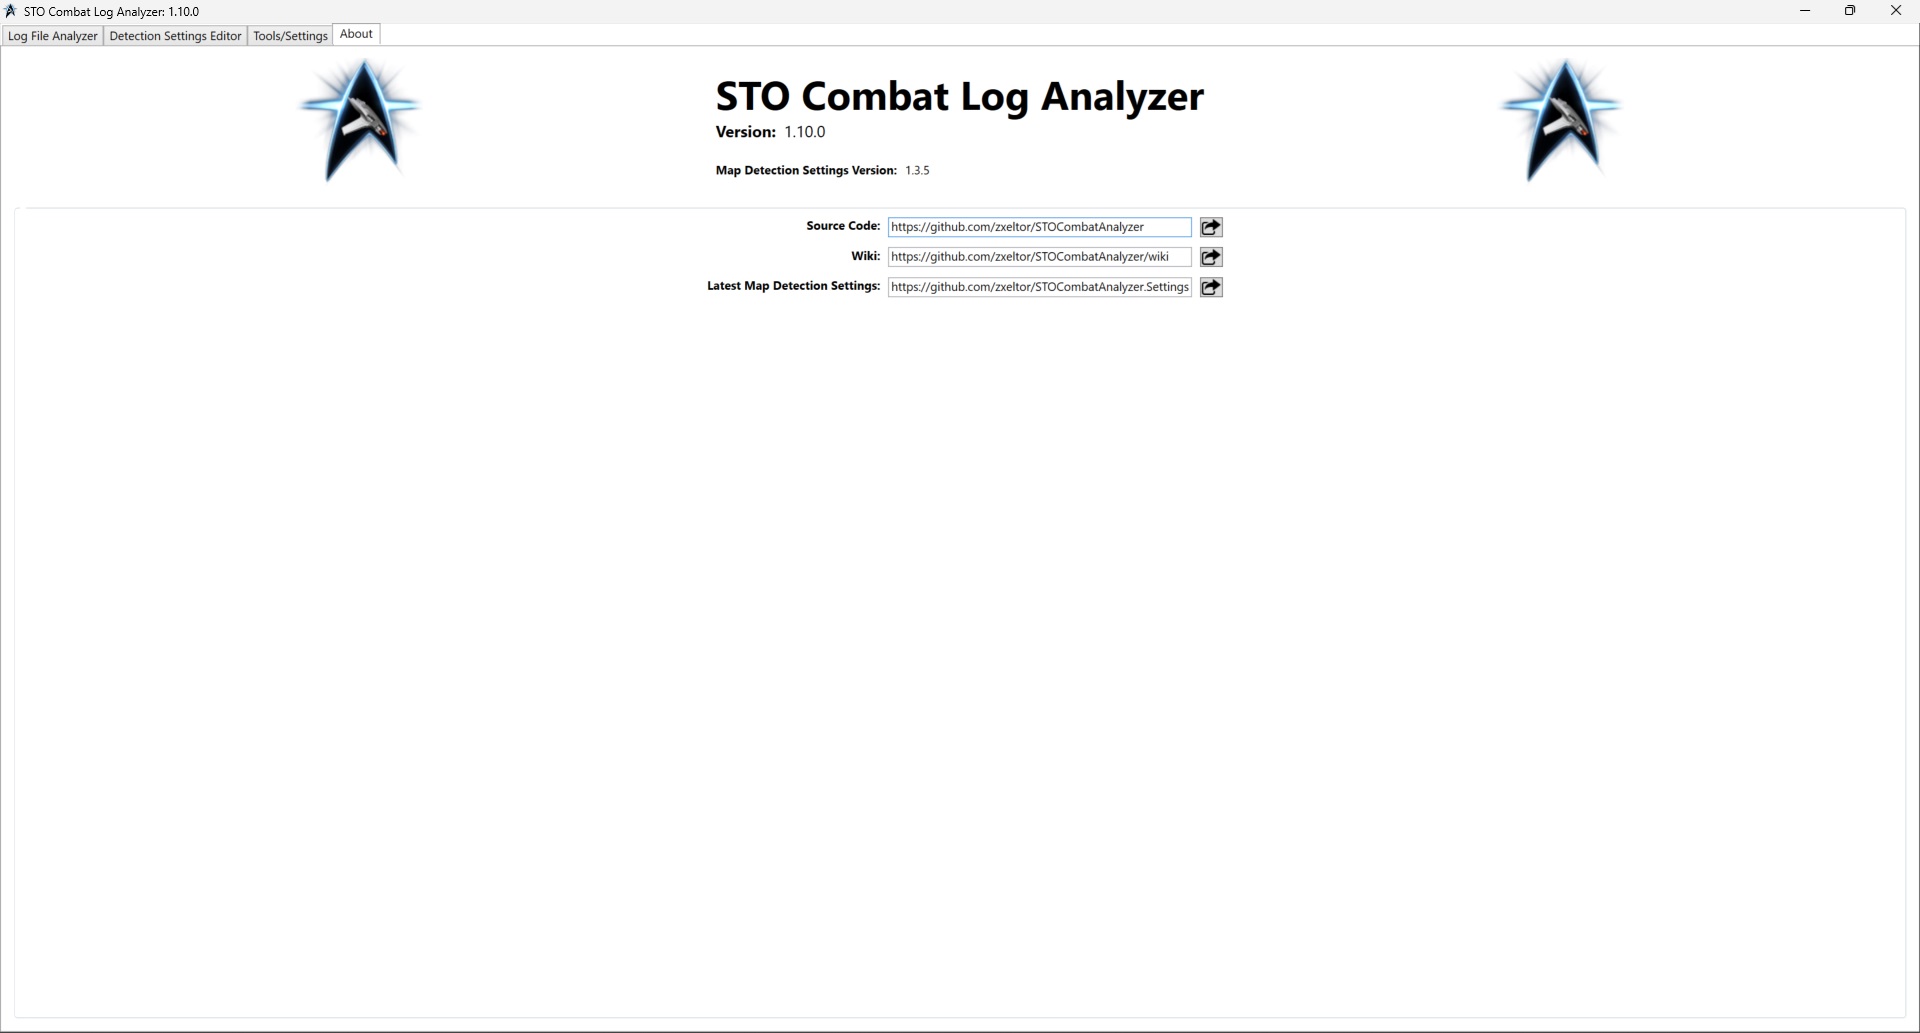 STO Combat Log Analyzer: 1.10.0
Log File Analyzer Detection Settings Editor Tools/Settings About
STO Combat Log Analyzer
Version: 1.10.0
Map Detection Settings Version: 1.3.5
Source Code: https://github.com/zxeltor/STOCombatAnalyzer
Wiki: https://github.com/zxeltor/STOCombatAnalyzer/wiki
Latest Map Detection Settings: https://github.com/zxeltor/STOCombatAnalyzer.Settings